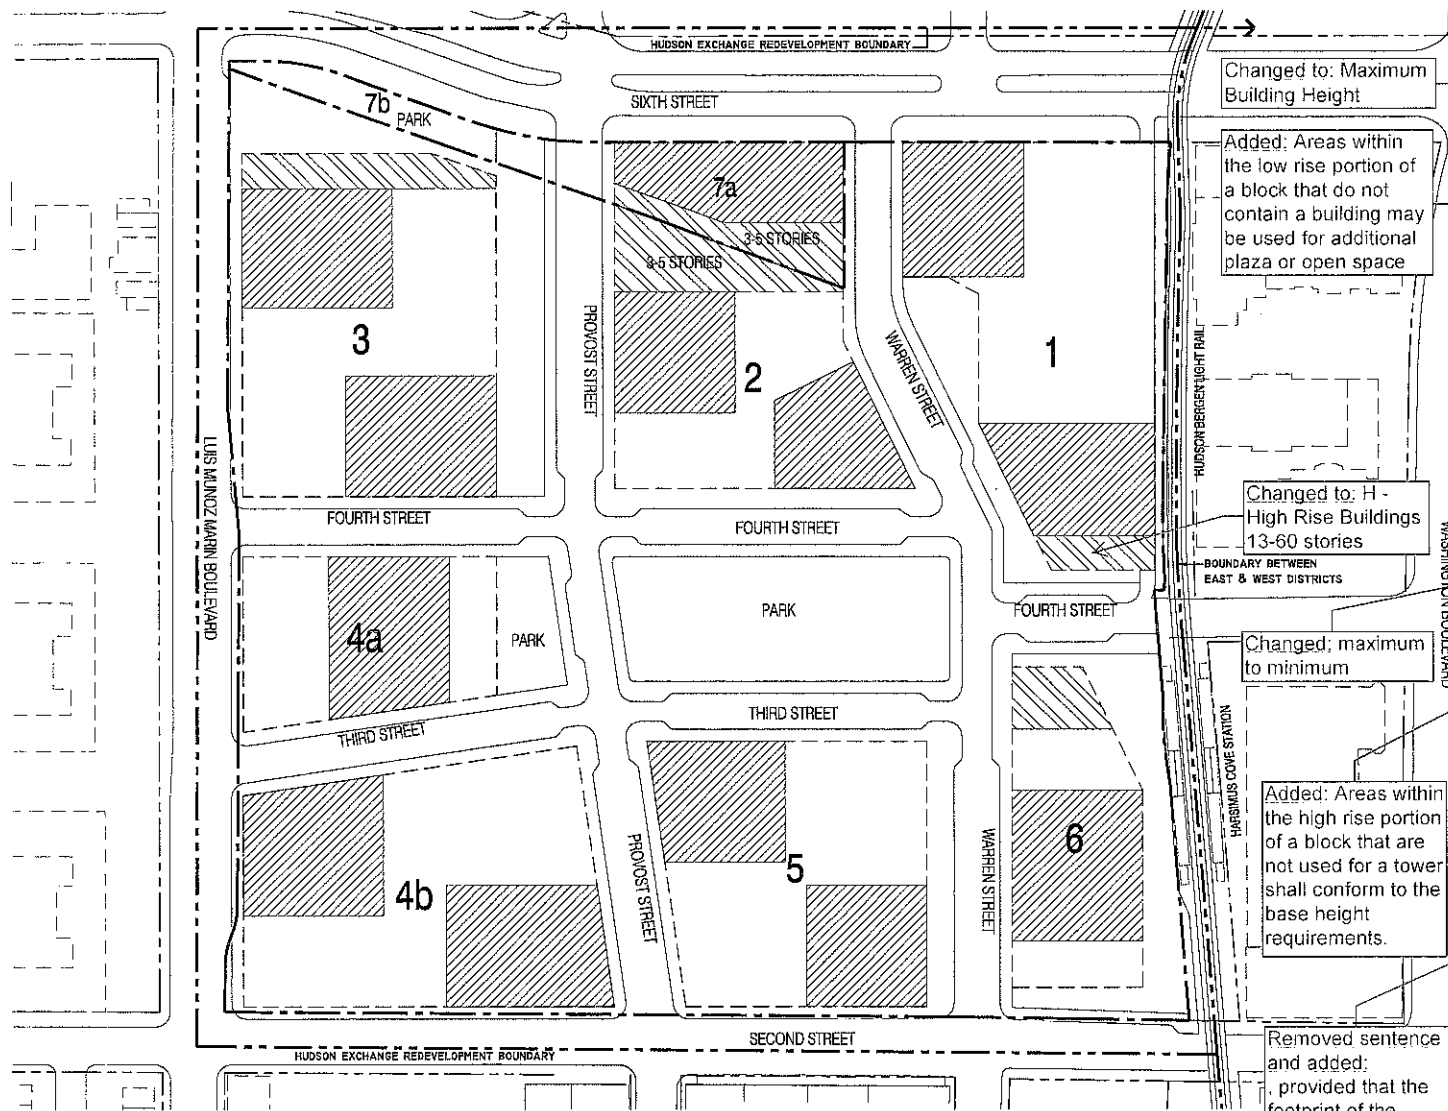 HUDSON EXCHANGE REDEVELOPMENT BOUNDARY
Changed to: Maximum
Building Height
7b
PARK
SIXTH STREET
Added: Areas within
the low rise portion of
a block that do not
contain a building may
be used for additional
plaza or open space
7a
3-5 STORIES
3-5 STORIES
3
PROVOST STREET
2
WARREN STREET
1
HUDSON BERGEN LIGHT RAIL
LUIS MUNOZ MARIN BOULEVARD
FOURTH STREET
FOURTH STREET
Changed to: H -
High Rise Buildings
13-60 stories
WASHINGTON BOULEVARD
BOUNDARY BETWEEN
EAST & WEST DISTRICTS
PARK
FOURTH STREET
4a
PARK
Changed: maximum
to minimum
THIRD STREET
THIRD STREET
HARSIMUS COVE STATION
Added: Areas within
the high rise portion
of a block that are
not used for a tower
shall conform to the
base height
requirements.
4b
PROVOST STREET
5
WARREN STREET
6
SECOND STREET
HUDSON EXCHANGE REDEVELOPMENT BOUNDARY
Removed sentence
and added:
, provided that the
footprint of the